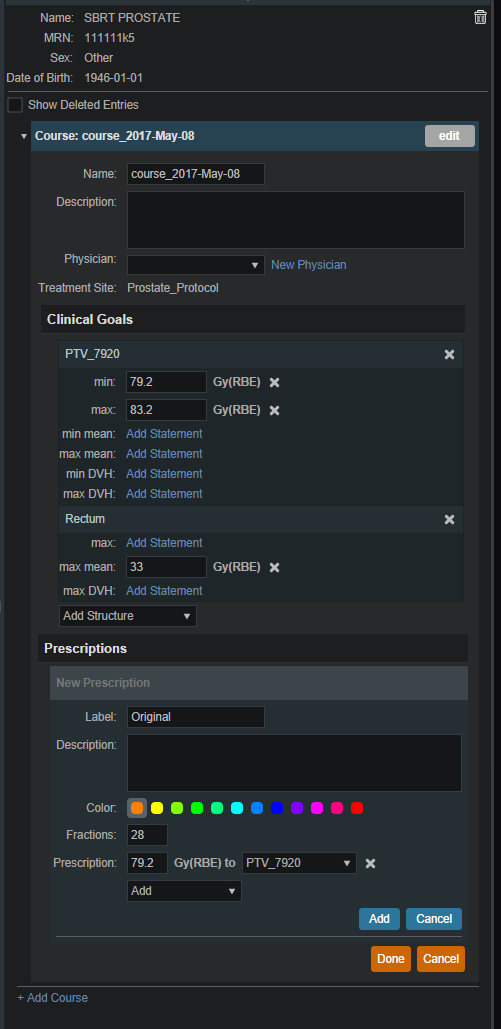 Name: SBRT PROSTATE
MRN: 111111k5
Sex: Other
Date of Birth: 1946-01-01
Show Deleted Entries
Course: course_2017-May-08 edit
Name: course_2017-May-08
Description:
Physician: New Physician
Treatment Site: Prostate_Protocol
Clinical Goals
PTV_7920
min: 79.2 Gy(RBE)
max: 83.2 Gy(RBE)
min mean: Add Statement
max mean: Add Statement
min DVH: Add Statement
max DVH: Add Statement
Rectum
max: Add Statement
max mean: 33 Gy(RBE)
max DVH: Add Statement
Add Structure
Prescriptions
New Prescription
Label: Original
Description:
Color:
Fractions: 28
Prescription: 79.2 Gy(RBE) to PTV_7920
Add
Add Cancel
Done Cancel
+ Add Course